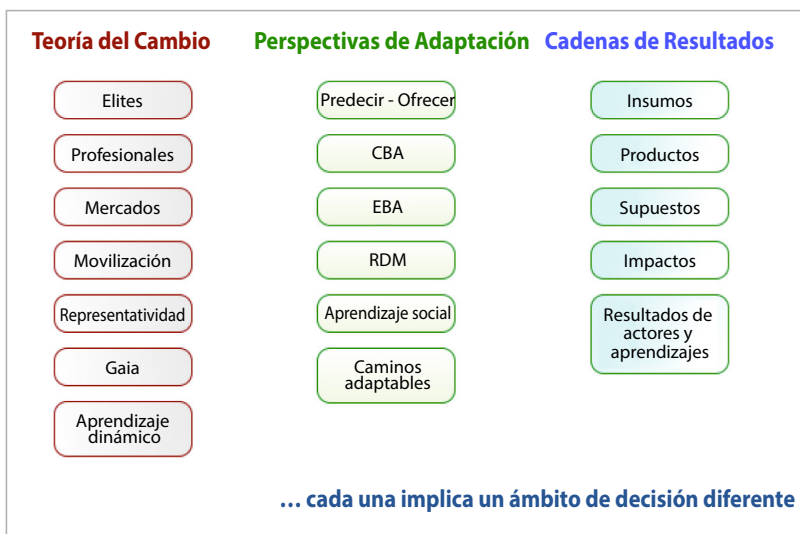 Teoría del Cambio
Elites
Profesionales
Mercados
Movilización
Representatividad
Gaia
Aprendizaje
dinámico
Perspectivas de Adaptación
Predecir - Ofrecer
CBA
EBA
RDM
Aprendizaje social
Caminos
adaptables
Cadenas de Resultados
Insumos
Productos
Supuestos
Impactos
Resultados de
actores y
aprendizajes
… cada una implica un ámbito de decisión diferente